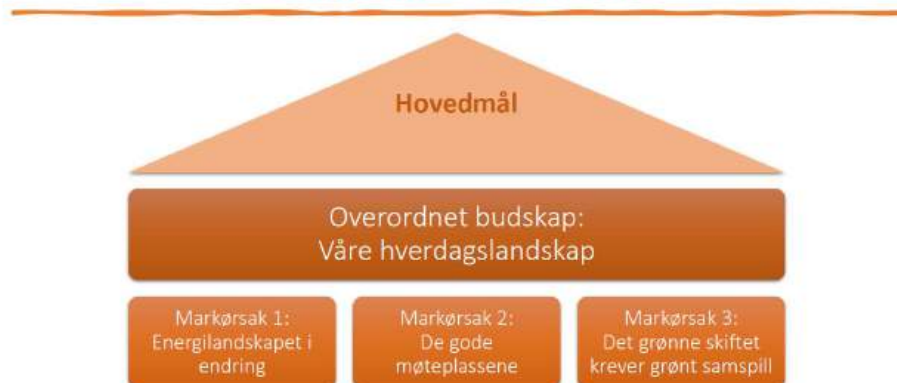 Hovedmål
Overordnet budskap:
Våre hverdagslandskap
Markørsak 1:
Energilandskapet i
endring
Markørsak 2:
De gode
møteplassene
Markørsak 3:
Det grønne skiftet
krever grønt samspill